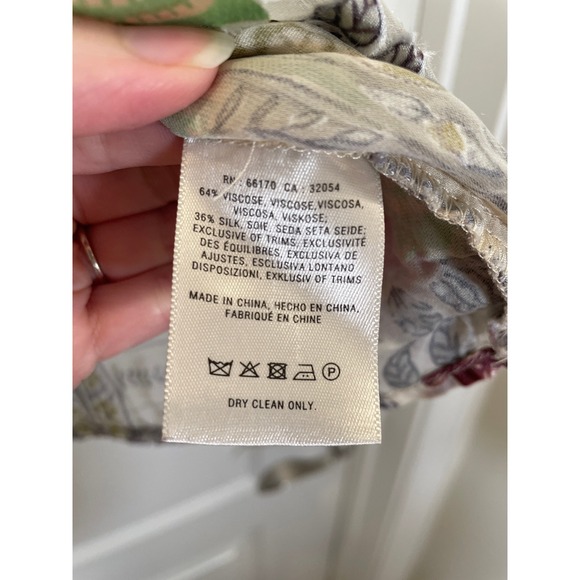 RN : 66170 CA : 32054
64% VISCOSE, VISCOSE,VISCOSA,
VISCOSA, VISKOSE;
36% SILK, SOIE, SEDA SETA SEIDE;
EXCLUSIVE OF TRIMS, EXCLUSIVITÉ
DES ÉQUILIBRES, EXCLUSIVA DE
AJUSTES, ESCLUSIVA LONTANO
DISPOSIZIONI, EXKLUSIV OF TRIMS
MADE IN CHINA, HECHO EN CHINA.
FABRIQUÉ EN CHINE
P
DRY CLEAN ONLY.